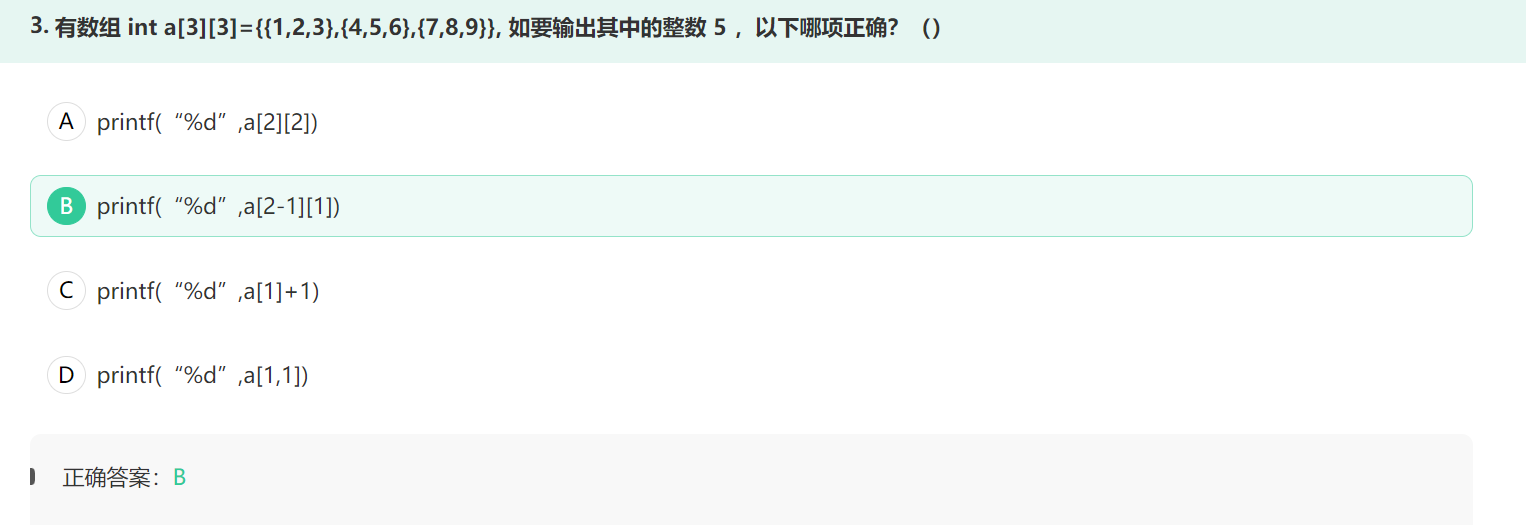 3. 有数组 int a[3][3]={{1,2,3},{4,5,6},{7,8,9}}, 如要输出其中的整数 5 ，以下哪项正确？（）
A printf(“%d”,a[2][2])
B printf(“%d”,a[2-1][1])
C printf(“%d”,a[1]+1)
D printf(“%d”,a[1,1])
正确答案：B